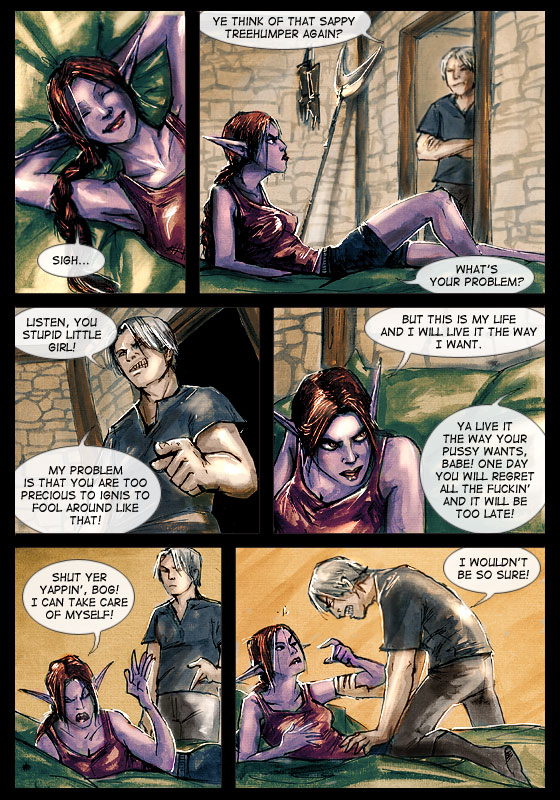 YE THINK OF THAT SAPPY
TREEHUMPER AGAIN?
SIGH...
WHAT'S
YOUR PROBLEM?
LISTEN, YOU
STUPID LITTLE
GIRL!
MY PROBLEM
IS THAT YOU ARE TOO
PRECIOUS TO IGNIS TO
FOOL AROUND LIKE
THAT!
BUT THIS IS MY LIFE
AND I WILL LIVE IT THE WAY
I WANT.
YA LIVE IT
THE WAY YOUR
PUSSY WANTS,
BABE! ONE DAY
YOU WILL REGRET
ALL THE FUCKIN'
AND IT WILL BE
TOO LATE!
SHUT YER
YAPPIN', BOG!
I CAN TAKE CARE
OF MYSELF!
I WOULDN'T
BE SO SURE!